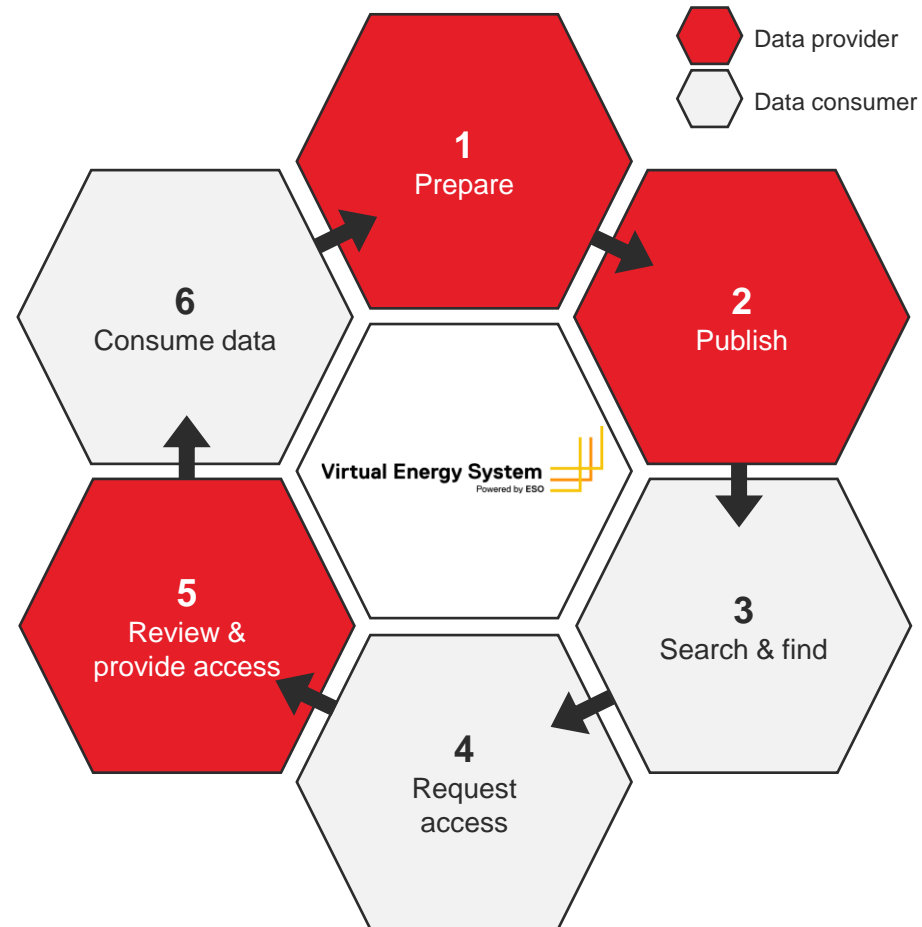 Data provider
Data consumer
1
Prepare
2
Publish
3
Search & find
4
Request
access
5
Review &
provide access
6
Consume data
Virtual Energy System
Powered by ESO